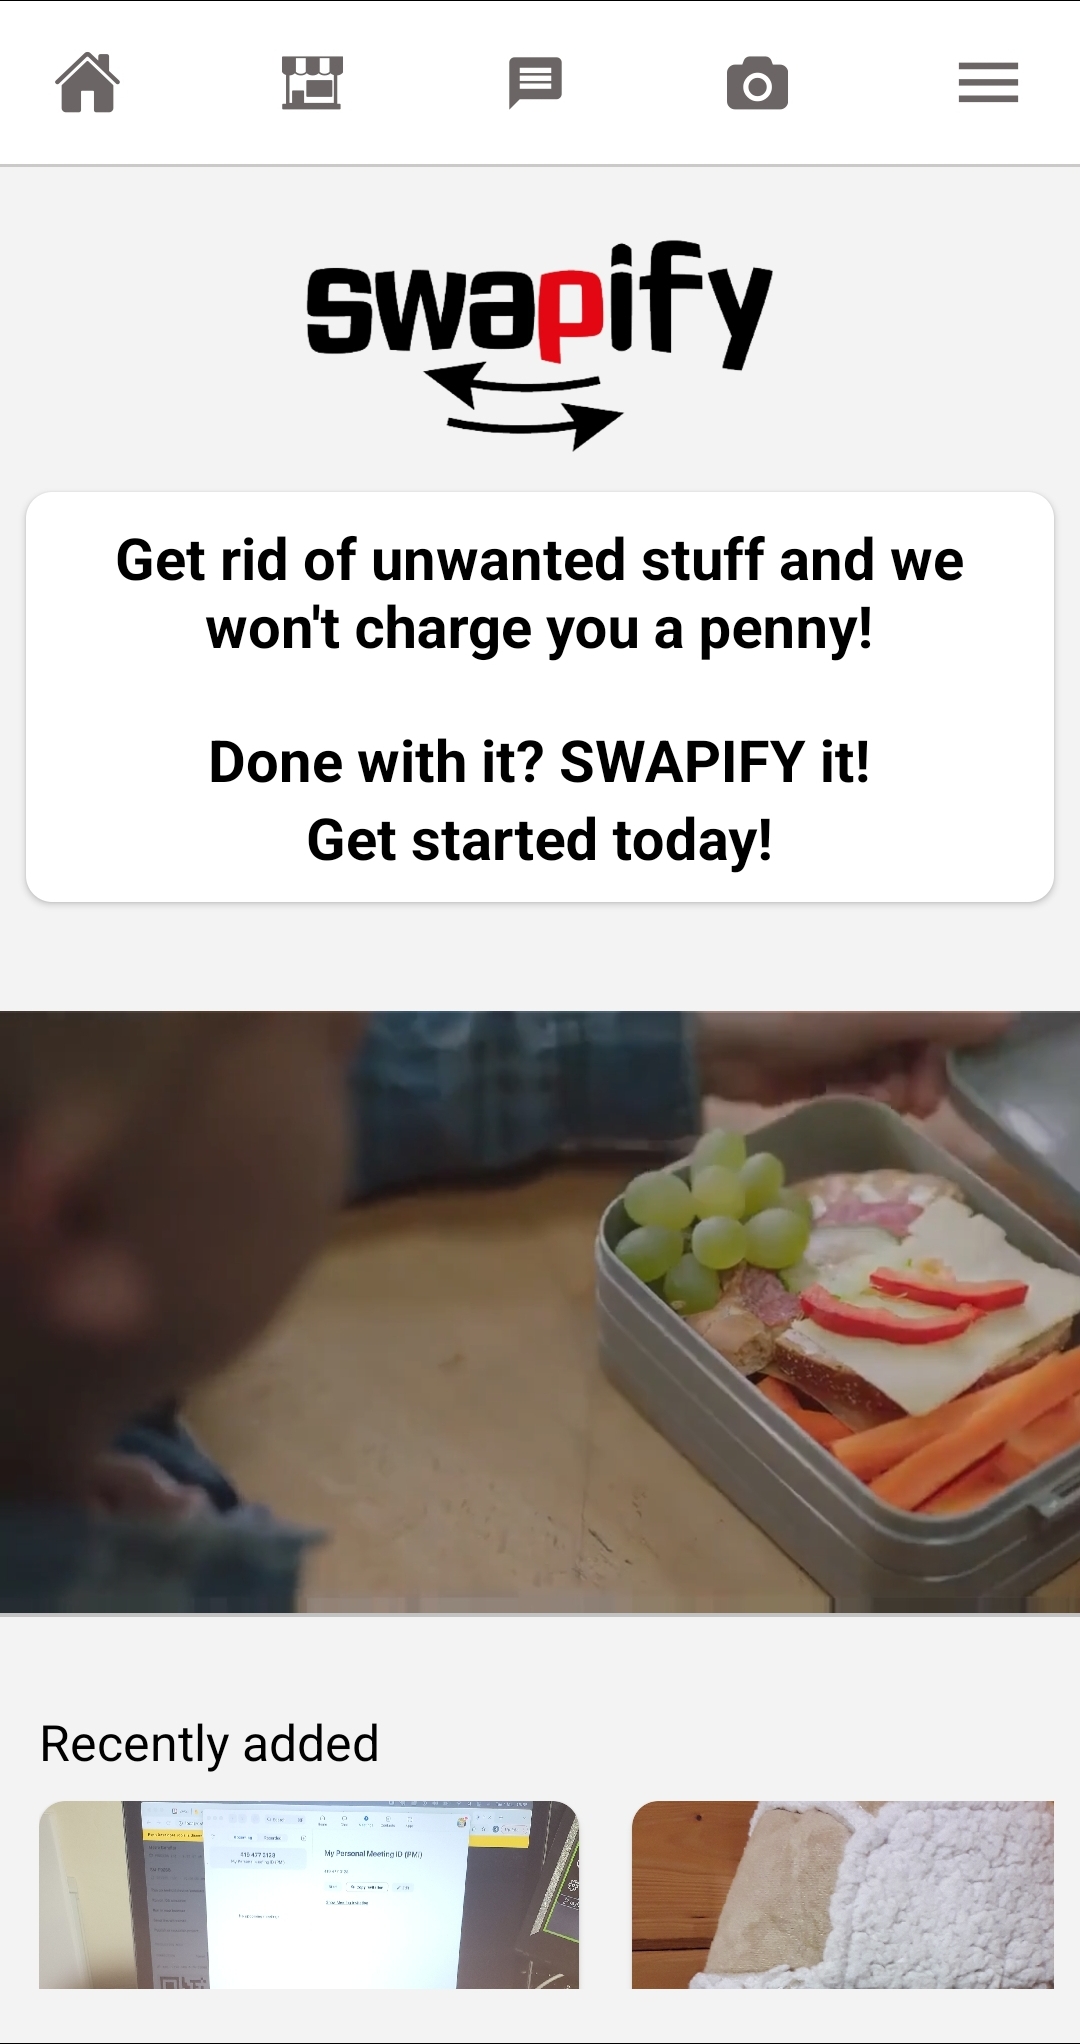 swapify
Get rid of unwanted stuff and we
won't charge you a penny!
Done with it? SWAPIFY it!
Get started today!
Recently added
My Personal Meeting ID (PMI)